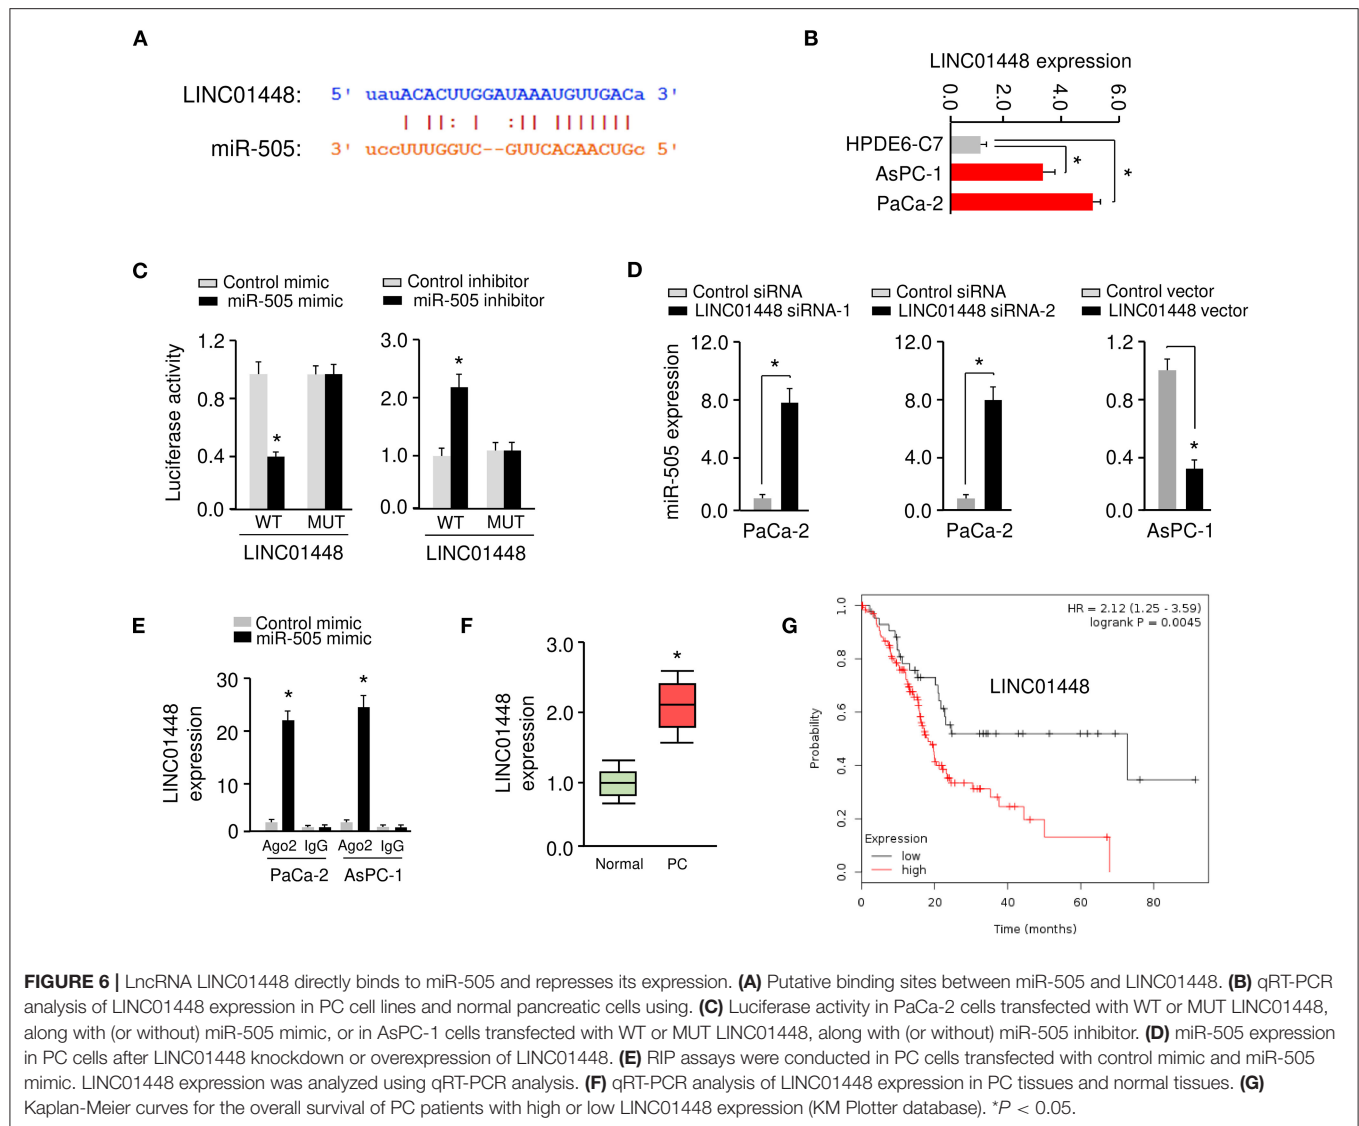 A
LINC01448: 5' uauACACUUGGAUAAAUGUUGACa 3'
miR-505: 3' uccUUUGGUC--GUUCACAACUGc 5'
B
LINC01448 expression
0.0 2.0 4.0 6.0
HPDE6-C7
AsPC-1
PaCa-2
*
*
C
Control mimic
miR-505 mimic
Control inhibitor
miR-505 inhibitor
Luciferase activity
1.2
0.8
0.4
0.0
*
WT MUT
LINC01448
3.0
2.0
1.0
0.0
*
WT MUT
LINC01448
D
Control siRNA
LINC01448 siRNA-1
Control siRNA
LINC01448 siRNA-2
Control vector
LINC01448 vector
miR-505 expression
12.0
8.0
4.0
0.0
*
PaCa-2
12.0
8.0
4.0
0.0
*
PaCa-2
1.2
0.8
0.4
0.0
*
AsPC-1
E
Control mimic
miR-505 mimic
LINC01448
expression
30
20
10
0
* *
Ago2 IgG Ago2 IgG
PaCa-2 AsPC-1
F
LINC01448
expression
3.0
2.0
1.0
0.0
*
Normal PC
G
HR = 2.12 (1.25 - 3.59)
logrank P = 0.0045
LINC01448
Probability
1.0
0.8
0.6
0.4
0.2
0.0
Expression
low
high
0 20 40 60 80
Time (months)
FIGURE 6 | LncRNA LINC01448 directly binds to miR-505 and represses its expression. (A) Putative binding sites between miR-505 and LINC01448. (B) qRT-PCR
analysis of LINC01448 expression in PC cell lines and normal pancreatic cells using. (C) Luciferase activity in PaCa-2 cells transfected with WT or MUT LINC01448,
along with (or without) miR-505 mimic, or in AsPC-1 cells transfected with WT or MUT LINC01448, along with (or without) miR-505 inhibitor. (D) miR-505 expression
in PC cells after LINC01448 knockdown or overexpression of LINC01448. (E) RIP assays were conducted in PC cells transfected with control mimic and miR-505
mimic. LINC01448 expression was analyzed using qRT-PCR analysis. (F) qRT-PCR analysis of LINC01448 expression in PC tissues and normal tissues. (G)
Kaplan-Meier curves for the overall survival of PC patients with high or low LINC01448 expression (KM Plotter database). *P < 0.05.